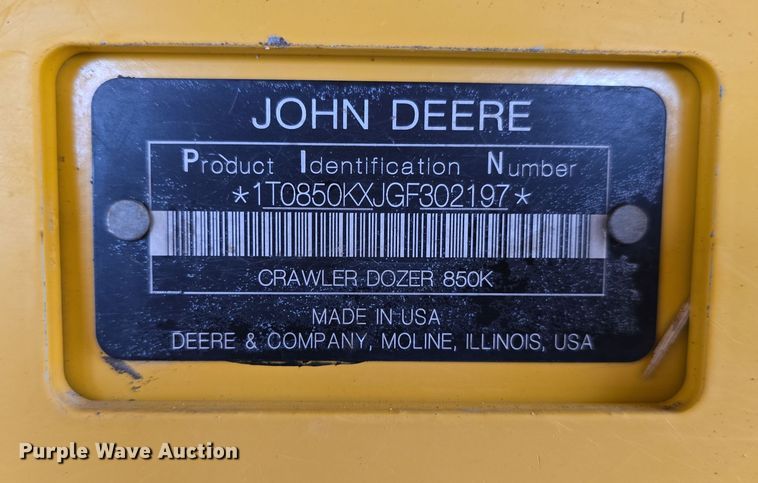 JOHN DEERE
Product Identification Number
*1T0850KXJGF302197*
CRAWLER DOZER 850K
MADE IN USA
DEERE & COMPANY, MOLINE, ILLINOIS, USA
Purple Wave Auction